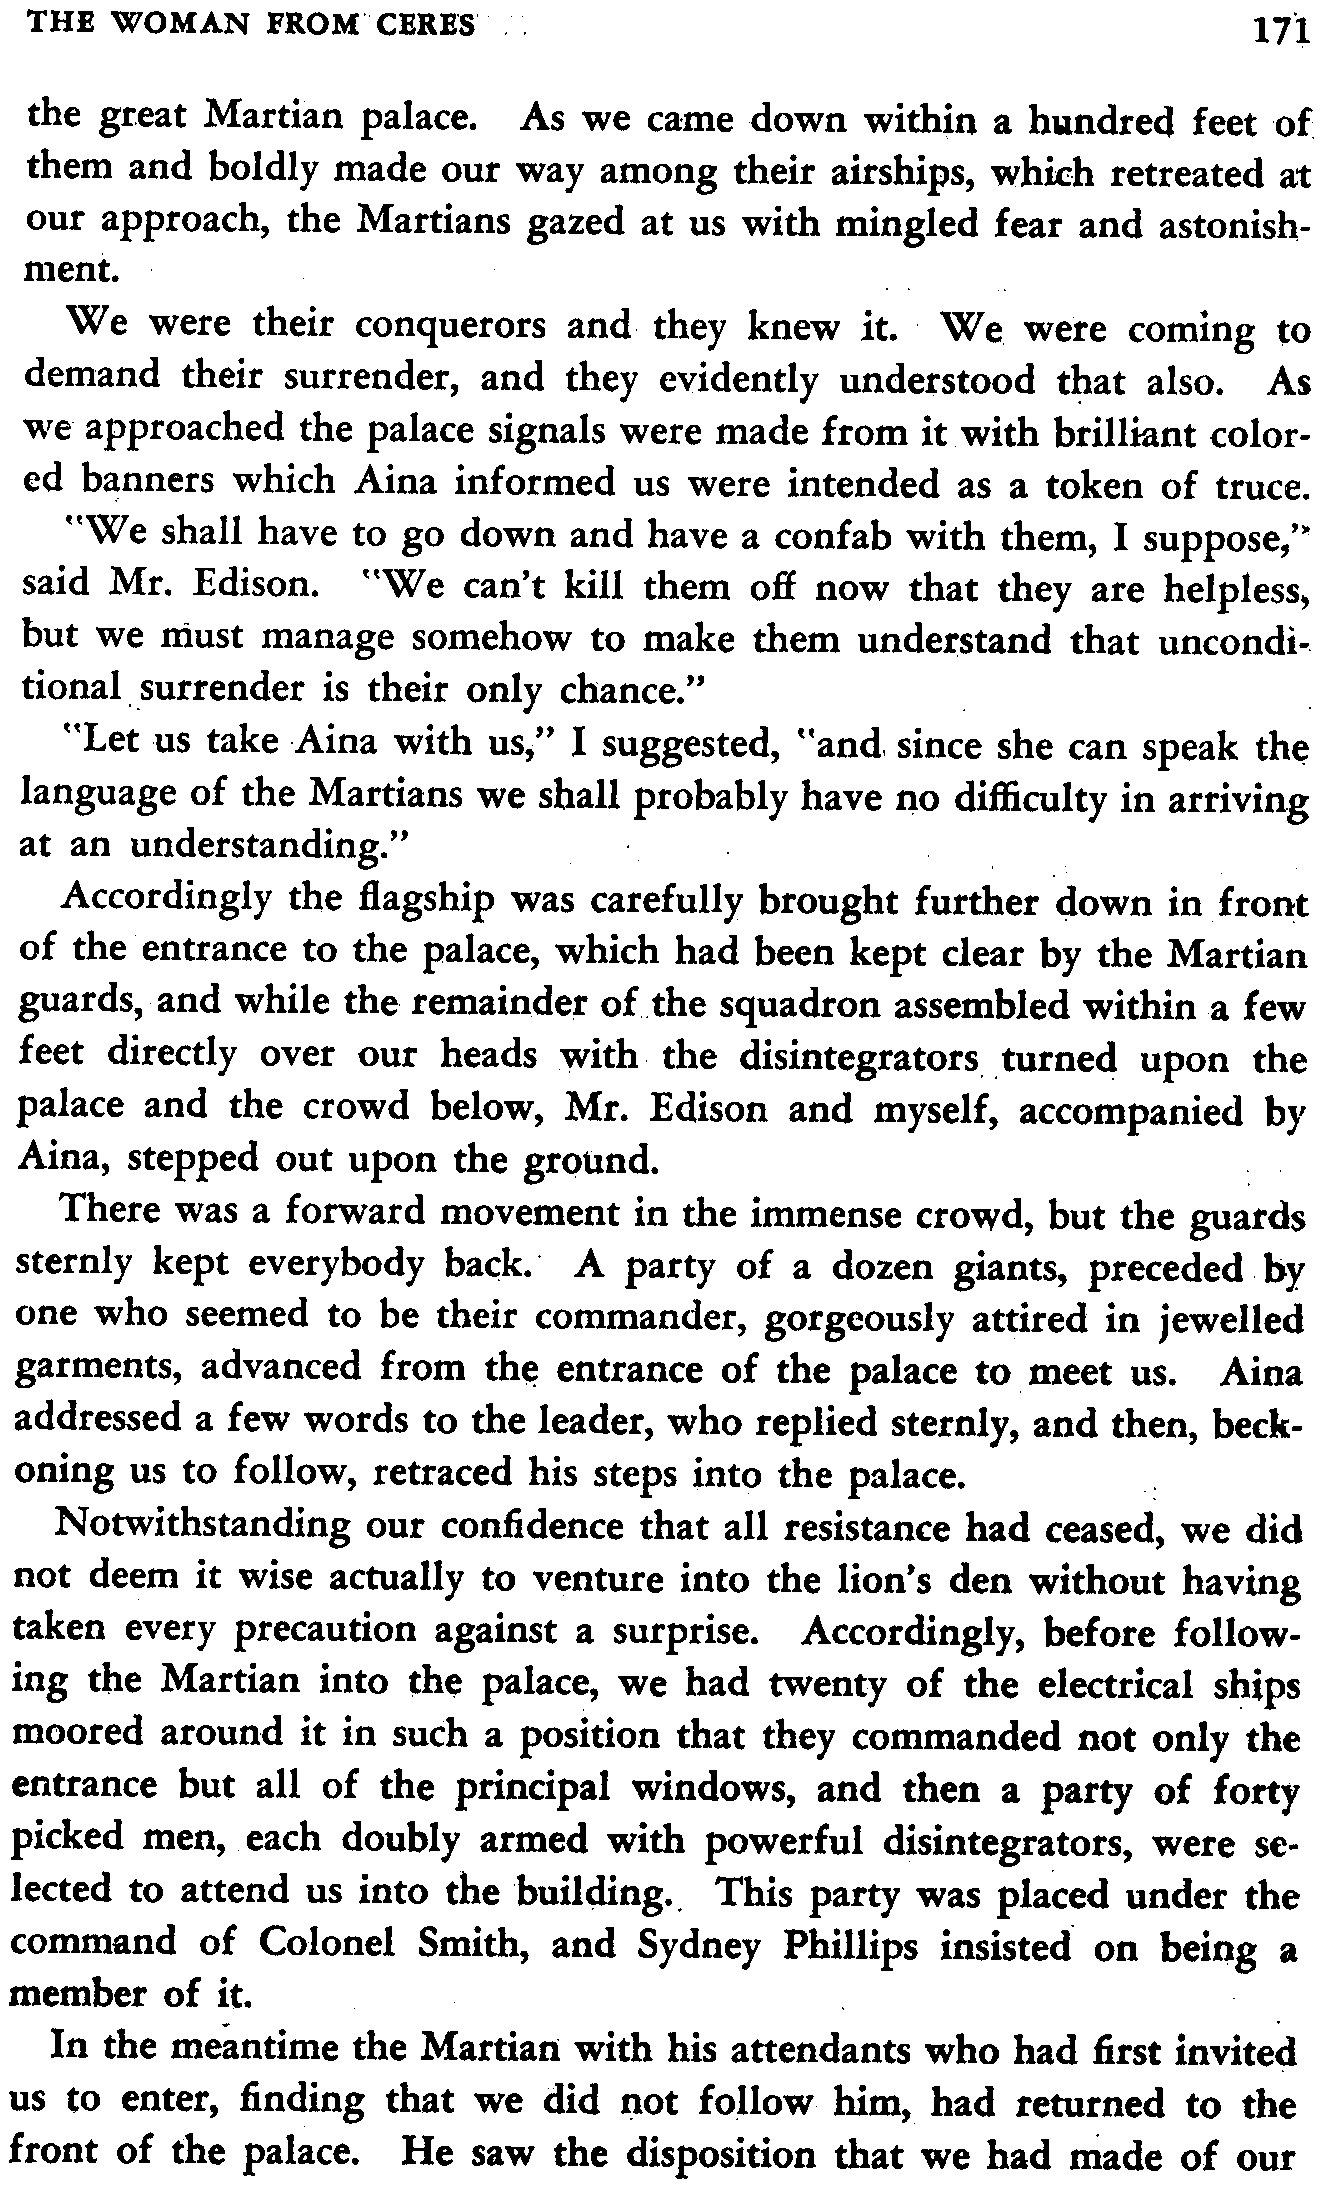 THE WOMAN FROM CERES 171
the great Martian palace. As we came down within a hundred feet of
them and boldly made our way among their airships, which retreated at
our approach, the Martians gazed at us with mingled fear and astonish-
ment.
We were their conquerors and they knew it. We were coming to
demand their surrender, and they evidently understood that also. As
we approached the palace signals were made from it with brilliant color-
ed banners which Aina informed us were intended as a token of truce.
"We shall have to go down and have a confab with them, I suppose,"
said Mr. Edison. "We can't kill them off now that they are helpless,
but we must manage somehow to make them understand that uncondi-
tional surrender is their only chance."
"Let us take Aina with us," I suggested, "and since she can speak the
language of the Martians we shall probably have no difficulty in arriving
at an understanding."
Accordingly the flagship was carefully brought further down in front
of the entrance to the palace, which had been kept clear by the Martian
guards, and while the remainder of the squadron assembled within a few
feet directly over our heads with the disintegrators turned upon the
palace and the crowd below, Mr. Edison and myself, accompanied by
Aina, stepped out upon the ground.
There was a forward movement in the immense crowd, but the guards
sternly kept everybody back. A party of a dozen giants, preceded by
one who seemed to be their commander, gorgeously attired in jewelled
garments, advanced from the entrance of the palace to meet us. Aina
addressed a few words to the leader, who replied sternly, and then, beck-
oning us to follow, retraced his steps into the palace.
Notwithstanding our confidence that all resistance had ceased, we did
not deem it wise actually to venture into the lion's den without having
taken every precaution against a surprise. Accordingly, before follow-
ing the Martian into the palace, we had twenty of the electrical ships
moored around it in such a position that they commanded not only the
entrance but all of the principal windows, and then a party of forty
picked men, each doubly armed with powerful disintegrators, were se-
lected to attend us into the building. This party was placed under the
command of Colonel Smith, and Sydney Phillips insisted on being a
member of it.
In the meantime the Martian with his attendants who had first invited
us to enter, finding that we did not follow him, had returned to the
front of the palace. He saw the disposition that we had made of our